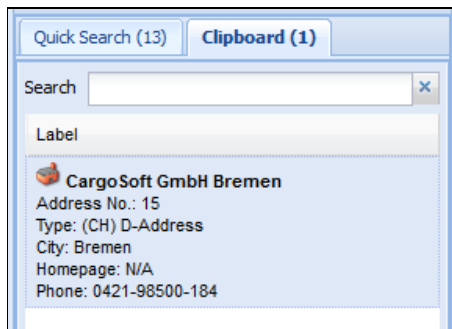 Quick Search (13) Clipboard (1)
Search
Label
CargoSoft GmbH Bremen
Address No.: 15
Type: (CH) D-Address
City: Bremen
Homepage: N/A
Phone: 0421-98500-184